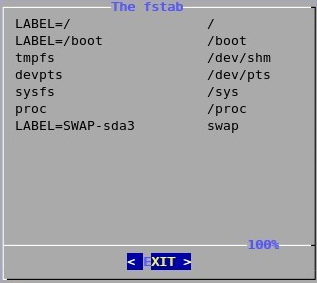 The fstab
LABEL=/ /
LABEL=/boot /boot
tmpfs /dev/shm
devpts /dev/pts
sysfs /sys
proc /proc
LABEL=SWAP-sda3 swap
100%
< EXIT >